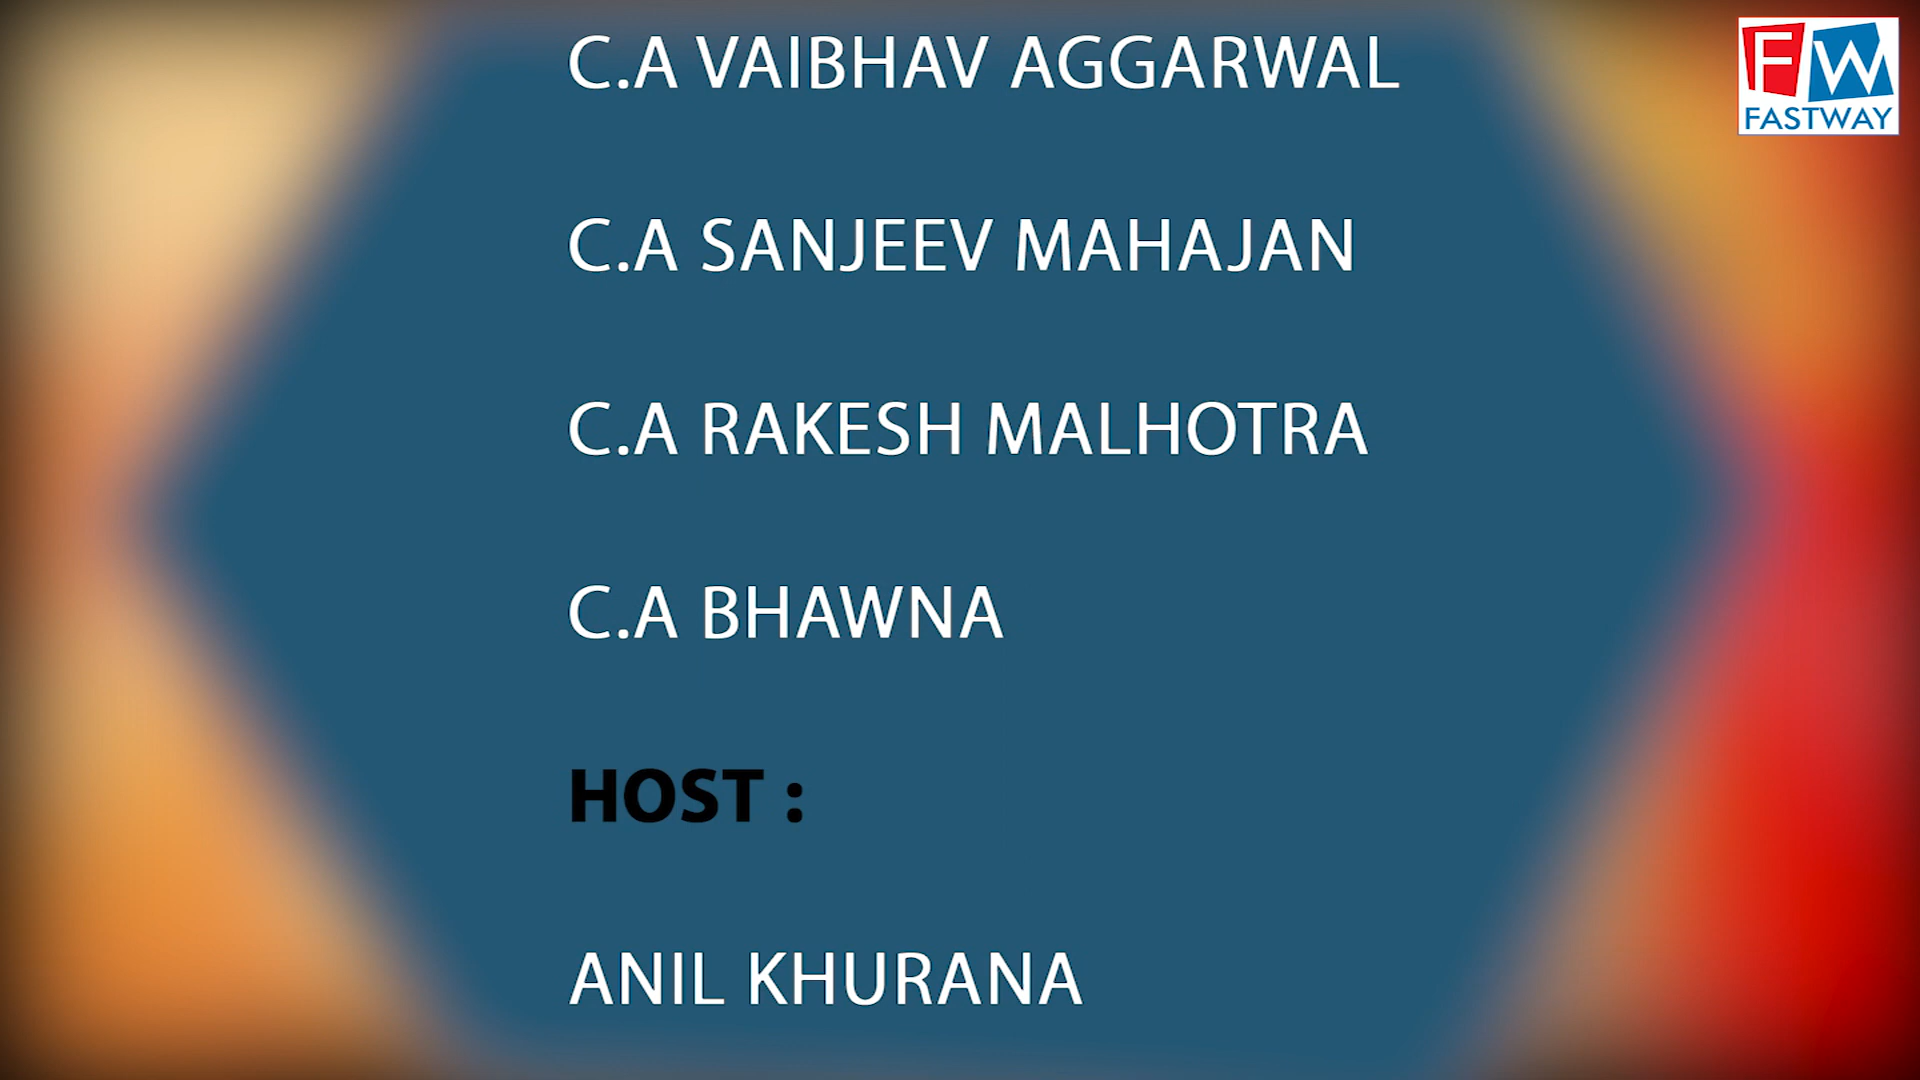 C.A VAIBHAV AGGARWAL
FW
FASTWAY
C.A SANJEEV MAHAJAN
C.A RAKESH MALHOTRA
C.A BHAWNA
HOST :
ANIL KHURANA